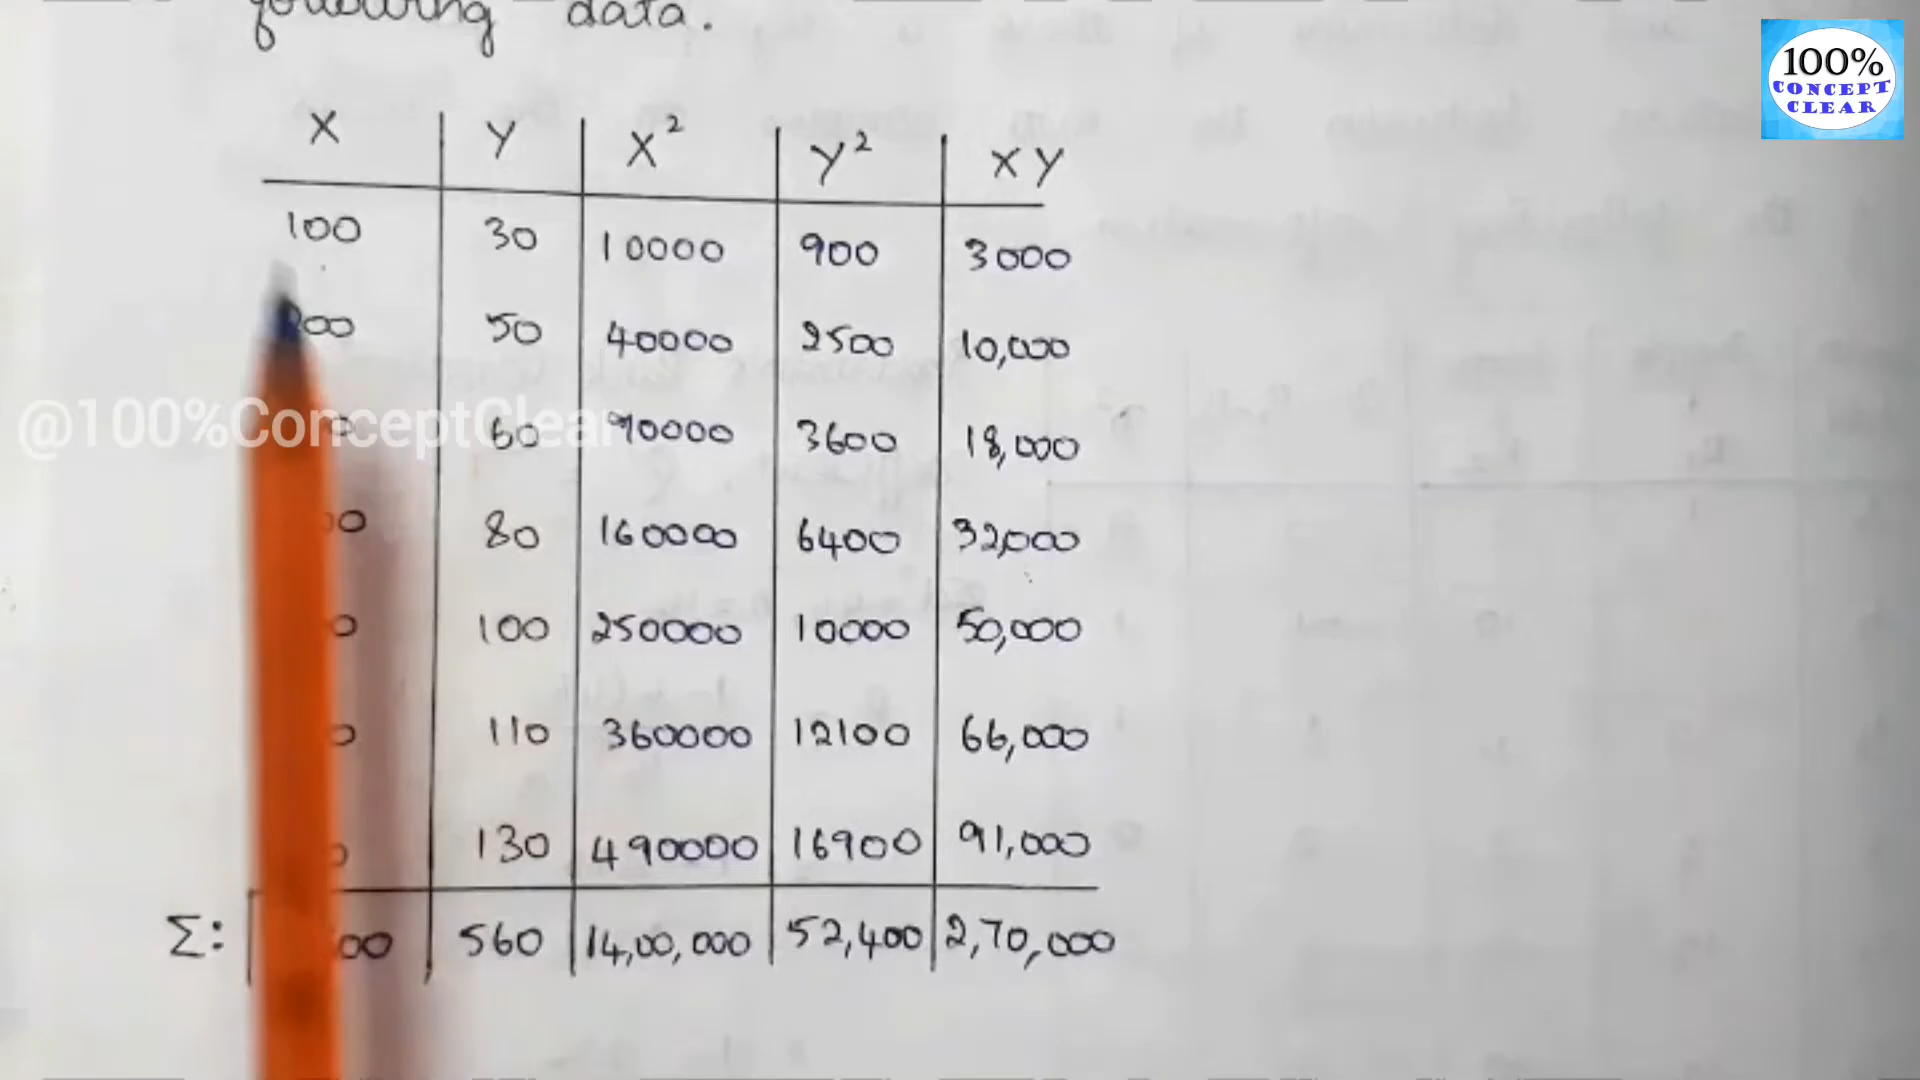 following data.
100%
CONCEPT
CLEAR
X Y X² Y² XY
100 30 10000 900 3000
50 40000 2500 10,000
@100%ConceptClear
60 90000 3600 18,000
80 160000 6400 32,000
100 250000 10000 50,000
110 360000 12100 66,000
130 490000 16900 91,000
Σ: 560 14,00,000 52,400 2,70,000